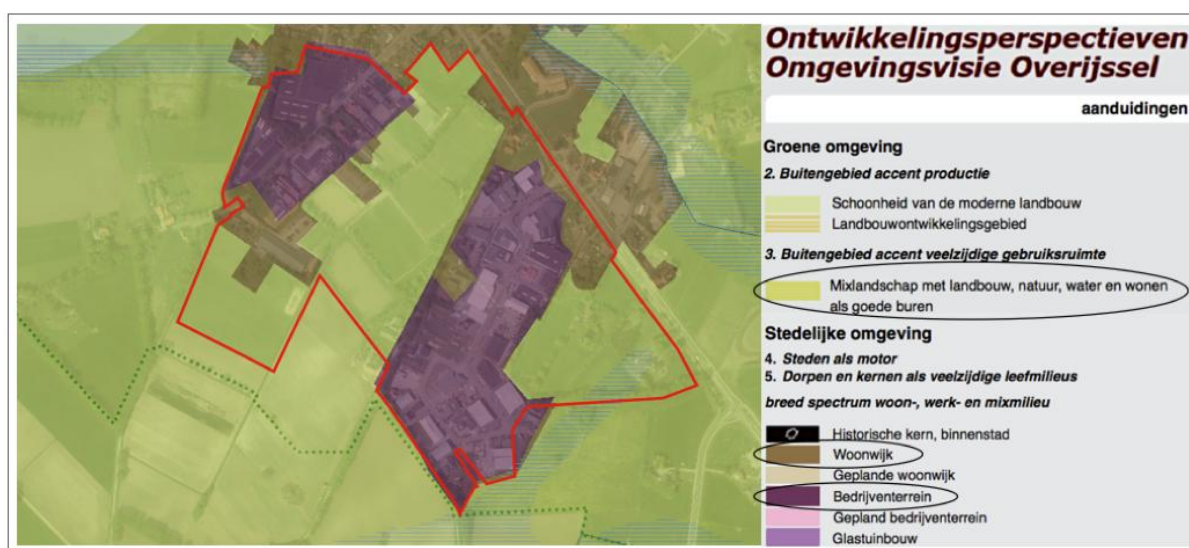 Ontwikkelingsperspectieven
Omgevingsvisie Overijssel
aanduidingen
Groene omgeving
2. Buitengebied accent productie
Schoonheid van de moderne landbouw
Landbouwontwikkelingsgebied
3. Buitengebied accent veelzijdige gebruiksruimte
Mixlandschap met landbouw, natuur, water en wonen
als goede buren
Stedelijke omgeving
4. Steden als motor
5. Dorpen en kernen als veelzijdige leefmilieus
breed spectrum woon-, werk- en mixmilieu
Historische kern, binnenstad
Woonwijk
Geplande woonwijk
Bedrijventerrein
Gepland bedrijventerrein
Glastuinbouw